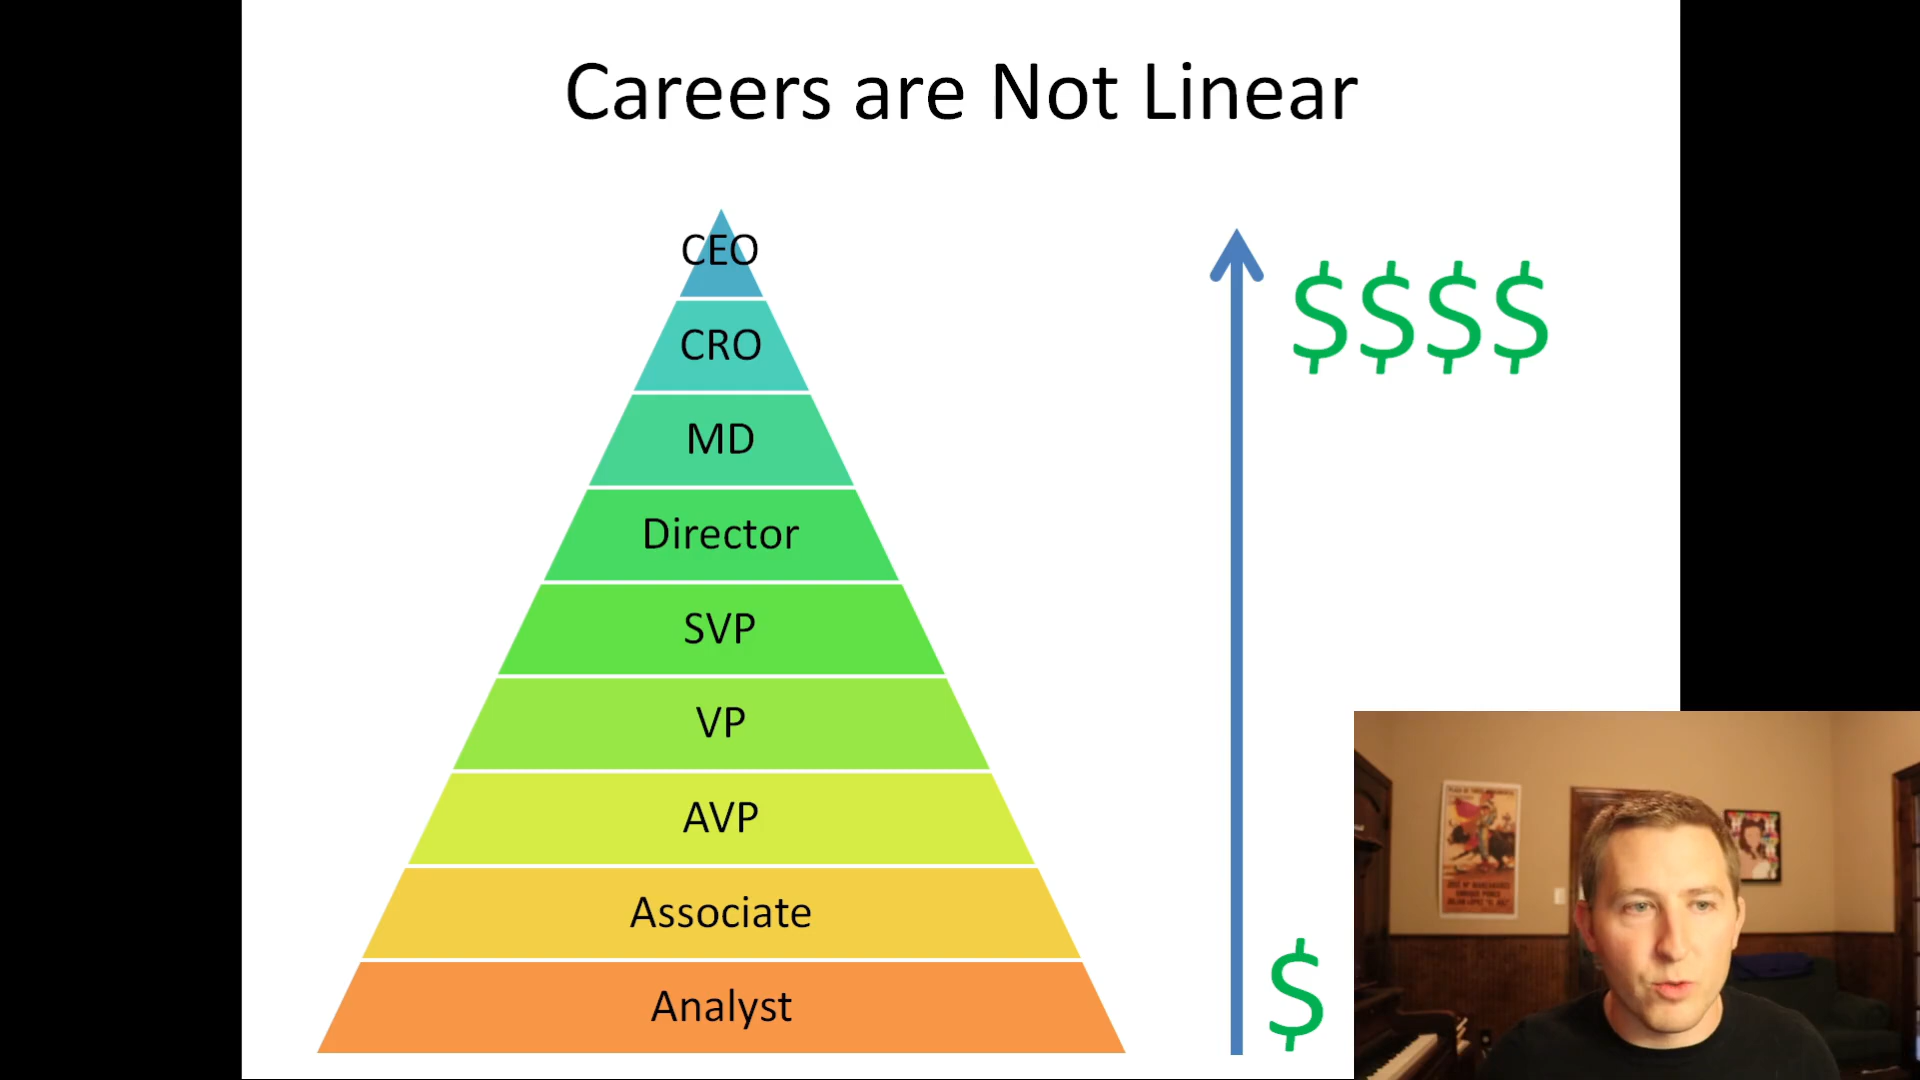 Careers are Not Linear
CEO
CRO
MD
Director
SVP
VP
AVP
Associate
Analyst
$$$$
$